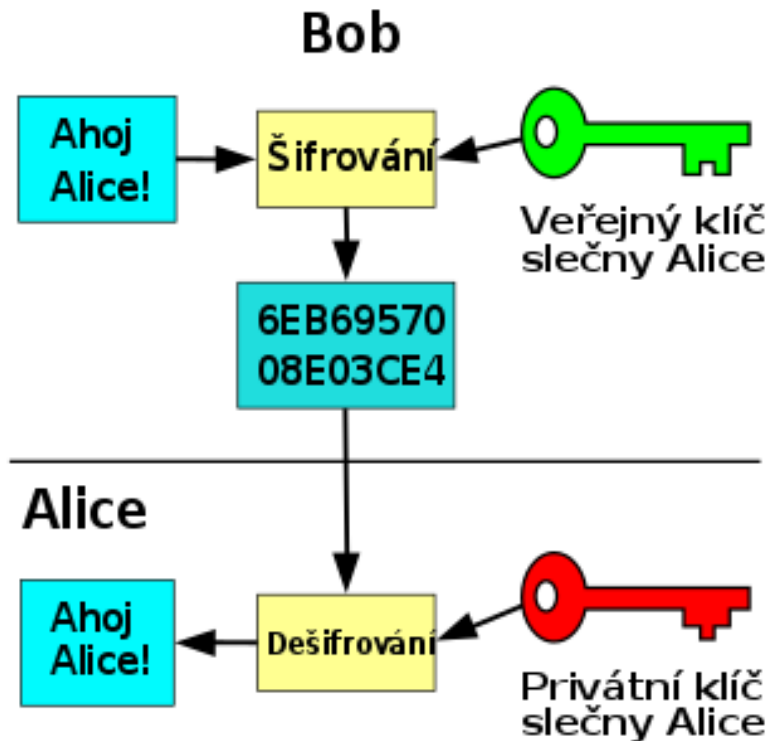 Bob
Ahoj
Alice!
Šifrování
Veřejný klíč
slečny Alice
6EB69570
08E03CE4
Alice
Ahoj
Alice!
Dešifrování
Privátní klíč
slečny Alice